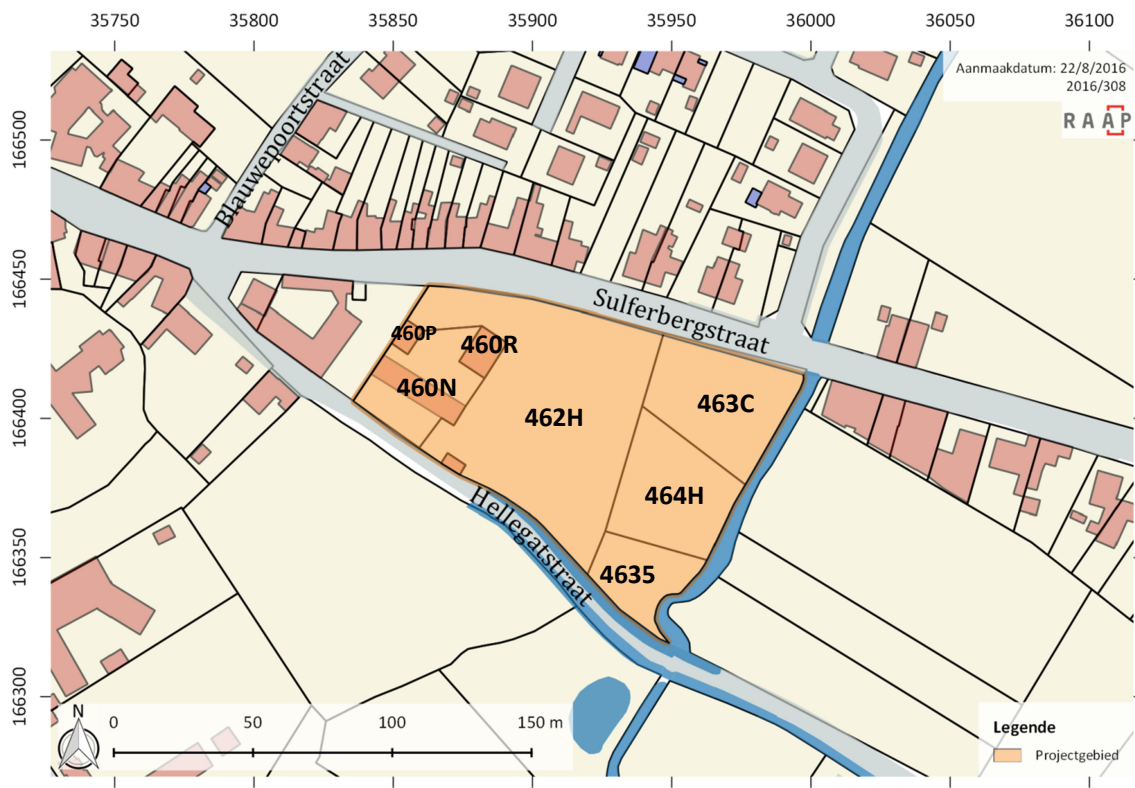 35750 35800 35850 35900 35950 36000 36050 36100
Aanmaakdatum: 22/8/2016
2016/308
RAAP
166500
166450
166400
166350
166300
Blauwepoortstraat
Sulferbergstraat
460P
460R
460N
462H
463C
464H
4635
Hellegatstraat
N
0 50 100 150 m
Legende
Projectgebied